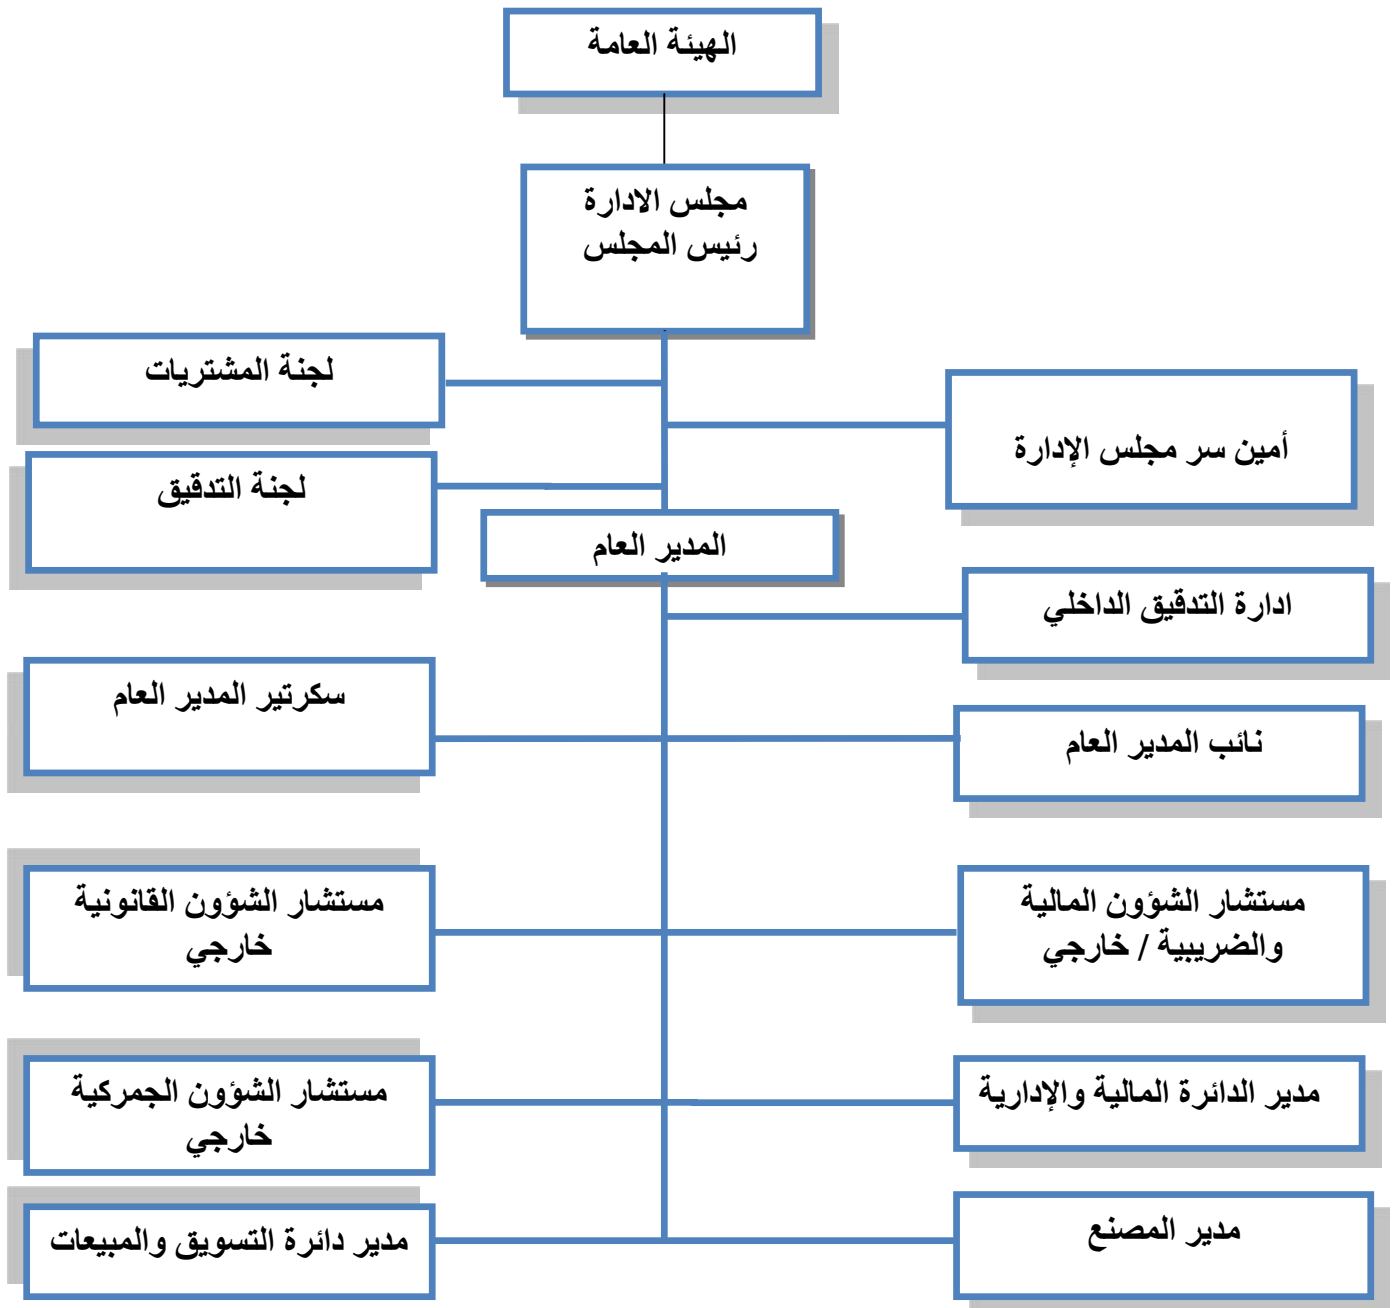 الهيئة العامة
مجلس الادارة
رئيس المجلس
لجنة المشتريات
أمين سر مجلس الإدارة
لجنة التدقيق
المدير العام
ادارة التدقيق الداخلي
سكرتير المدير العام
نائب المدير العام
مستشار الشؤون المالية
والضريبية / خارجي
مستشار الشؤون القانونية
خارجي
مدير الدائرة المالية والإدارية
مستشار الشؤون الجمركية
خارجي
مدير المصنع
مدير دائرة التسويق والمبيعات